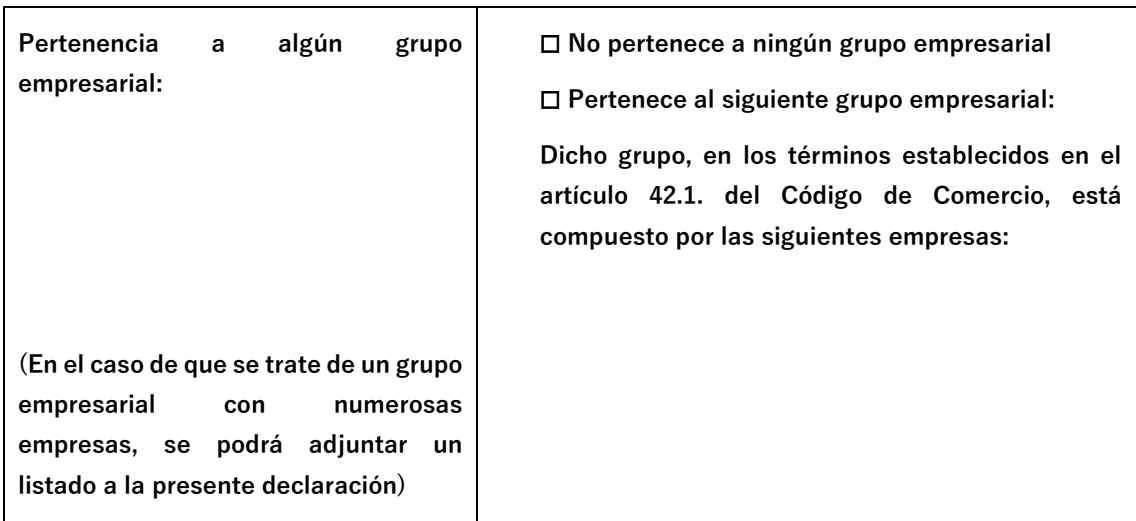 Pertenencia a algún grupo
empresarial:
(En el caso de que se trate de un grupo
empresarial con numerosas
empresas, se podrá adjuntar un
listado a la presente declaración)
☐ No pertenece a ningún grupo empresarial
☐ Pertenece al siguiente grupo empresarial:
Dicho grupo, en los términos establecidos en el
artículo 42.1. del Código de Comercio, está
compuesto por las siguientes empresas: